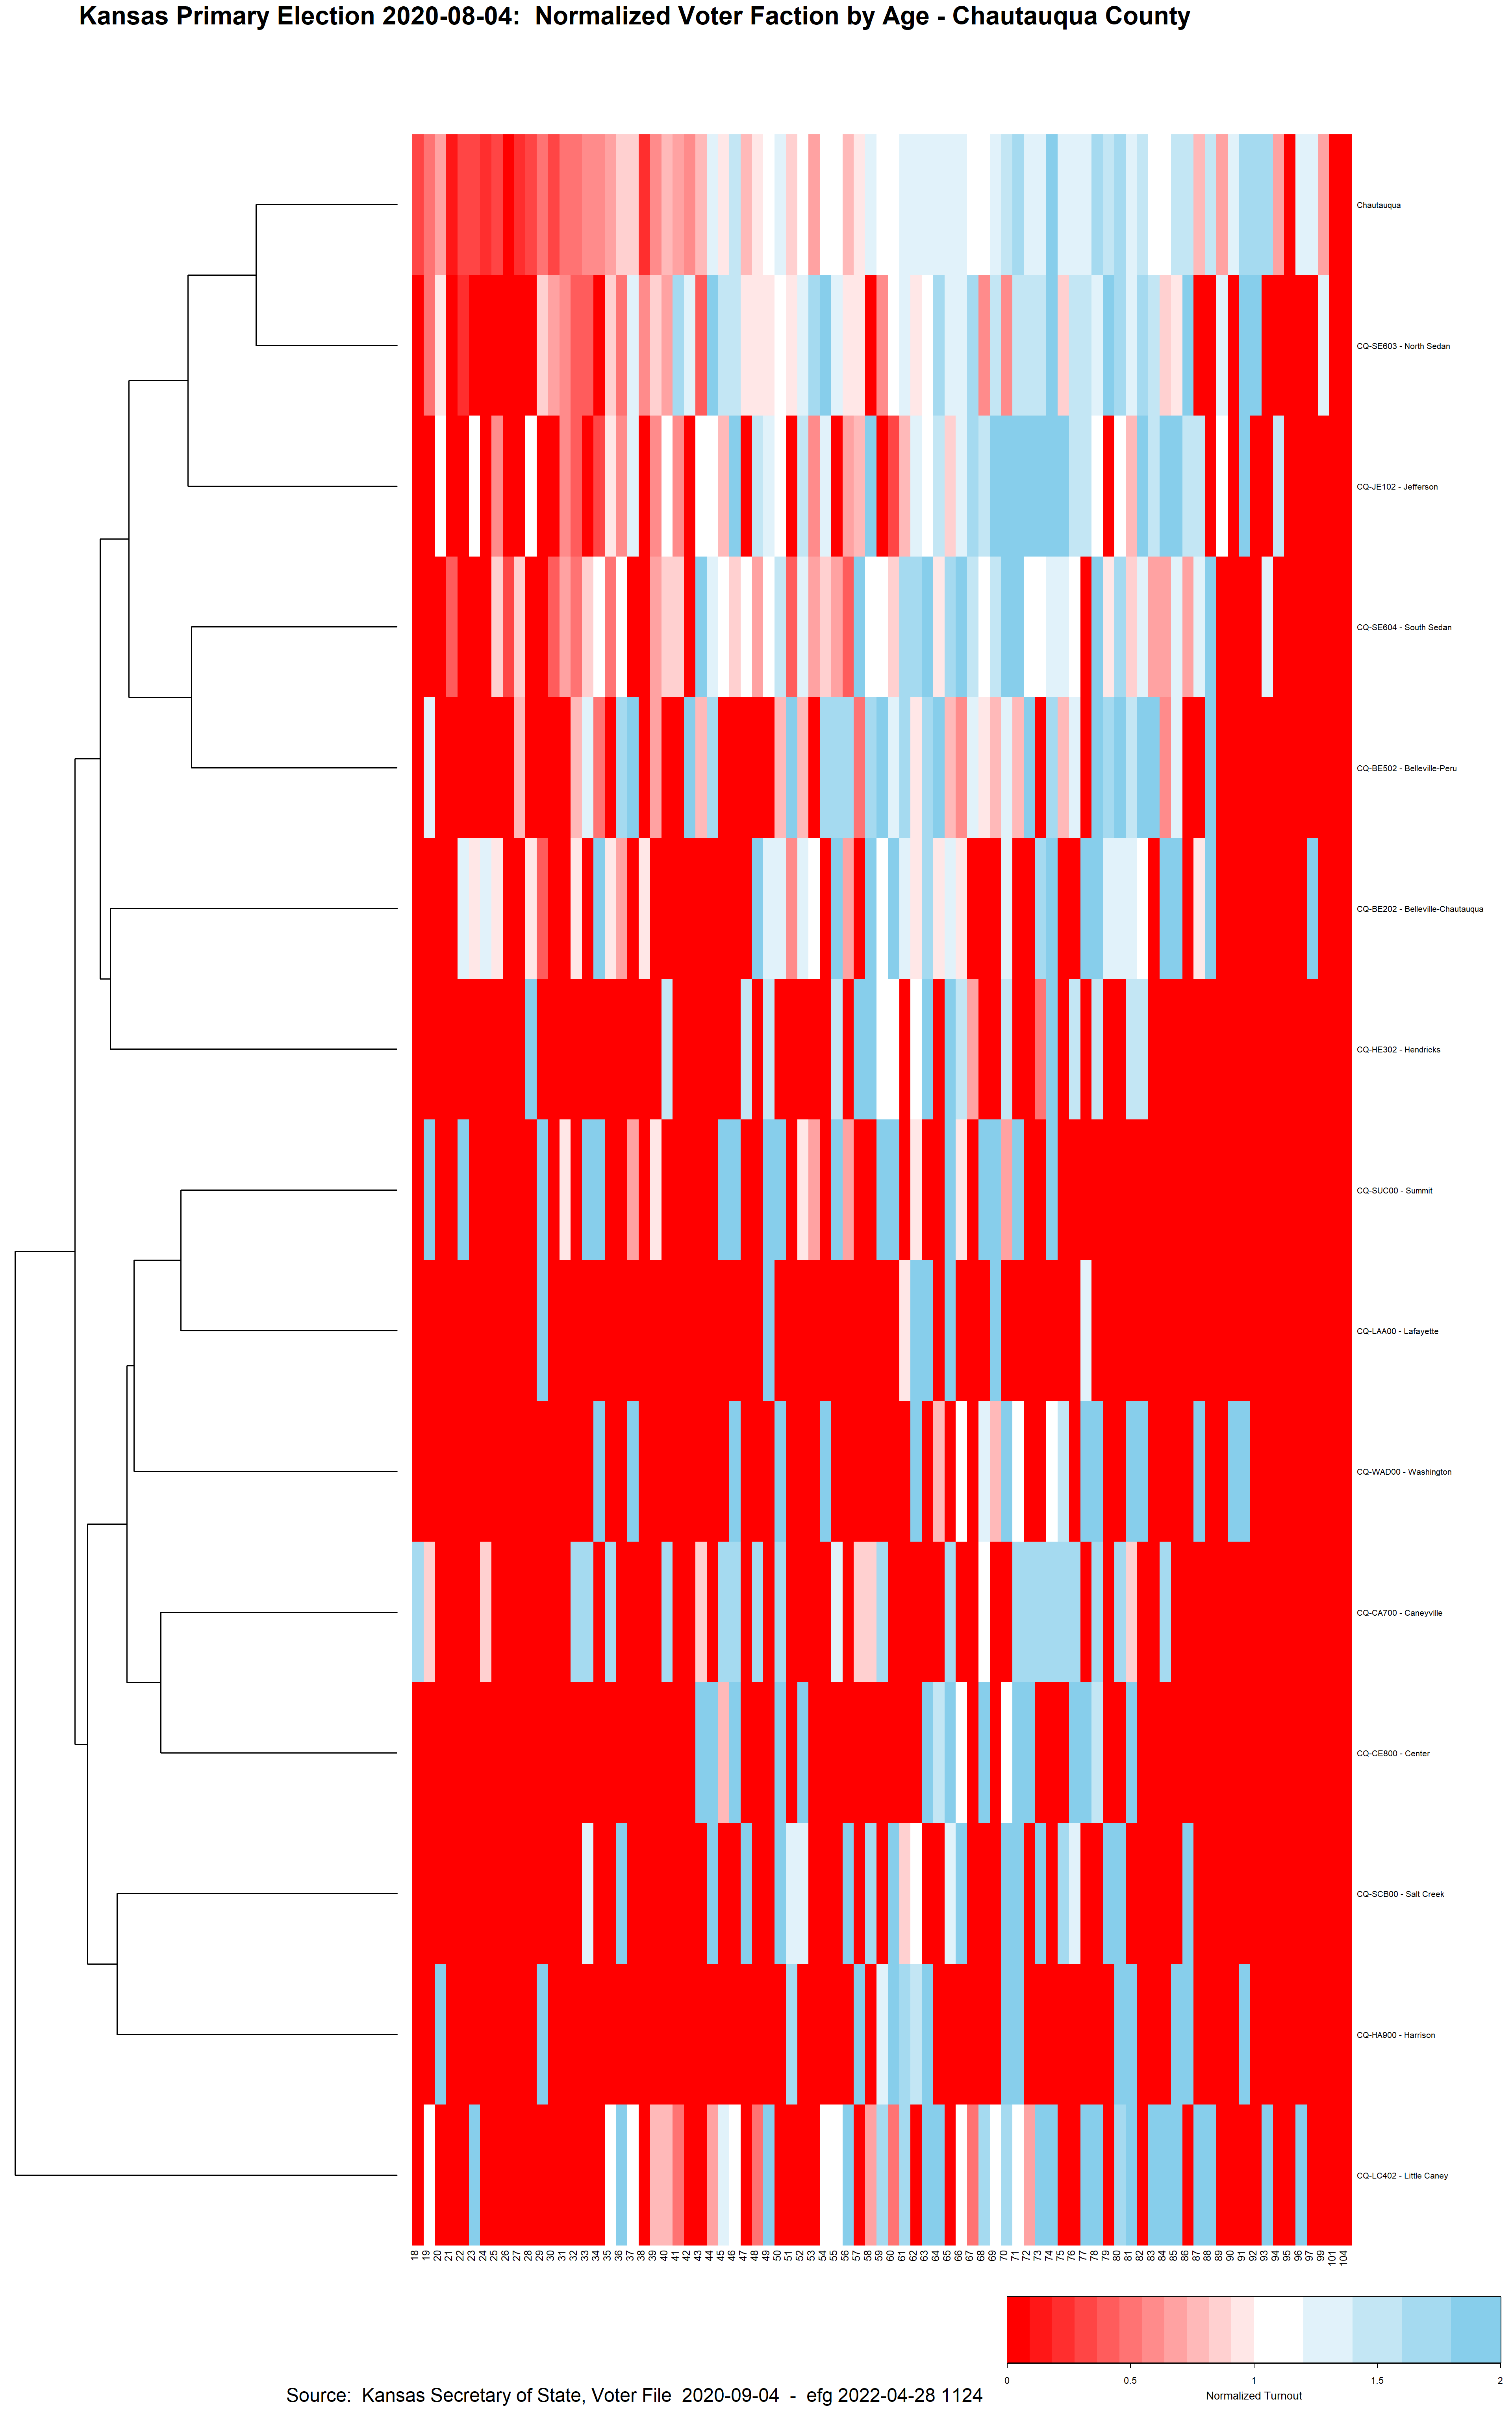 Kansas Primary Election 2020-08-04:  Normalized Voter Faction by Age - Chautauqua County
Chautauqua
CQ-SE603 - North Sedan
CQ-JE102 - Jefferson
CQ-SE604 - South Sedan
CQ-BE502 - Belleville-Peru
CQ-BE202 - Belleville-Chautauqua
CQ-HE302 - Hendricks
CQ-SUC00 - Summit
CQ-LAA00 - Lafayette
CQ-WAD00 - Washington
CQ-CA700 - Caneyville
CQ-CE800 - Center
CQ-SCB00 - Salt Creek
CQ-HA900 - Harrison
CQ-LC402 - Little Caney
18 19 20 21 22 23 24 25 26 27 28 29 30 31 32 33 34 35 36 37 38 39 40 41 42 43 44 45 46 47 48 49 50 51 52 53 54 55 56 57 58 59 60 61 62 63 64 65 66 67 68 69 70 71 72 73 74 75 76 77 78 79 80 81 82 83 84 85 86 87 88 89 90 91 92 93 94 95 96 97 99 101 104
0 0.5 1 1.5 2
Normalized Turnout
Source:  Kansas Secretary of State, Voter File  2020-09-04  -  efg 2022-04-28 1124